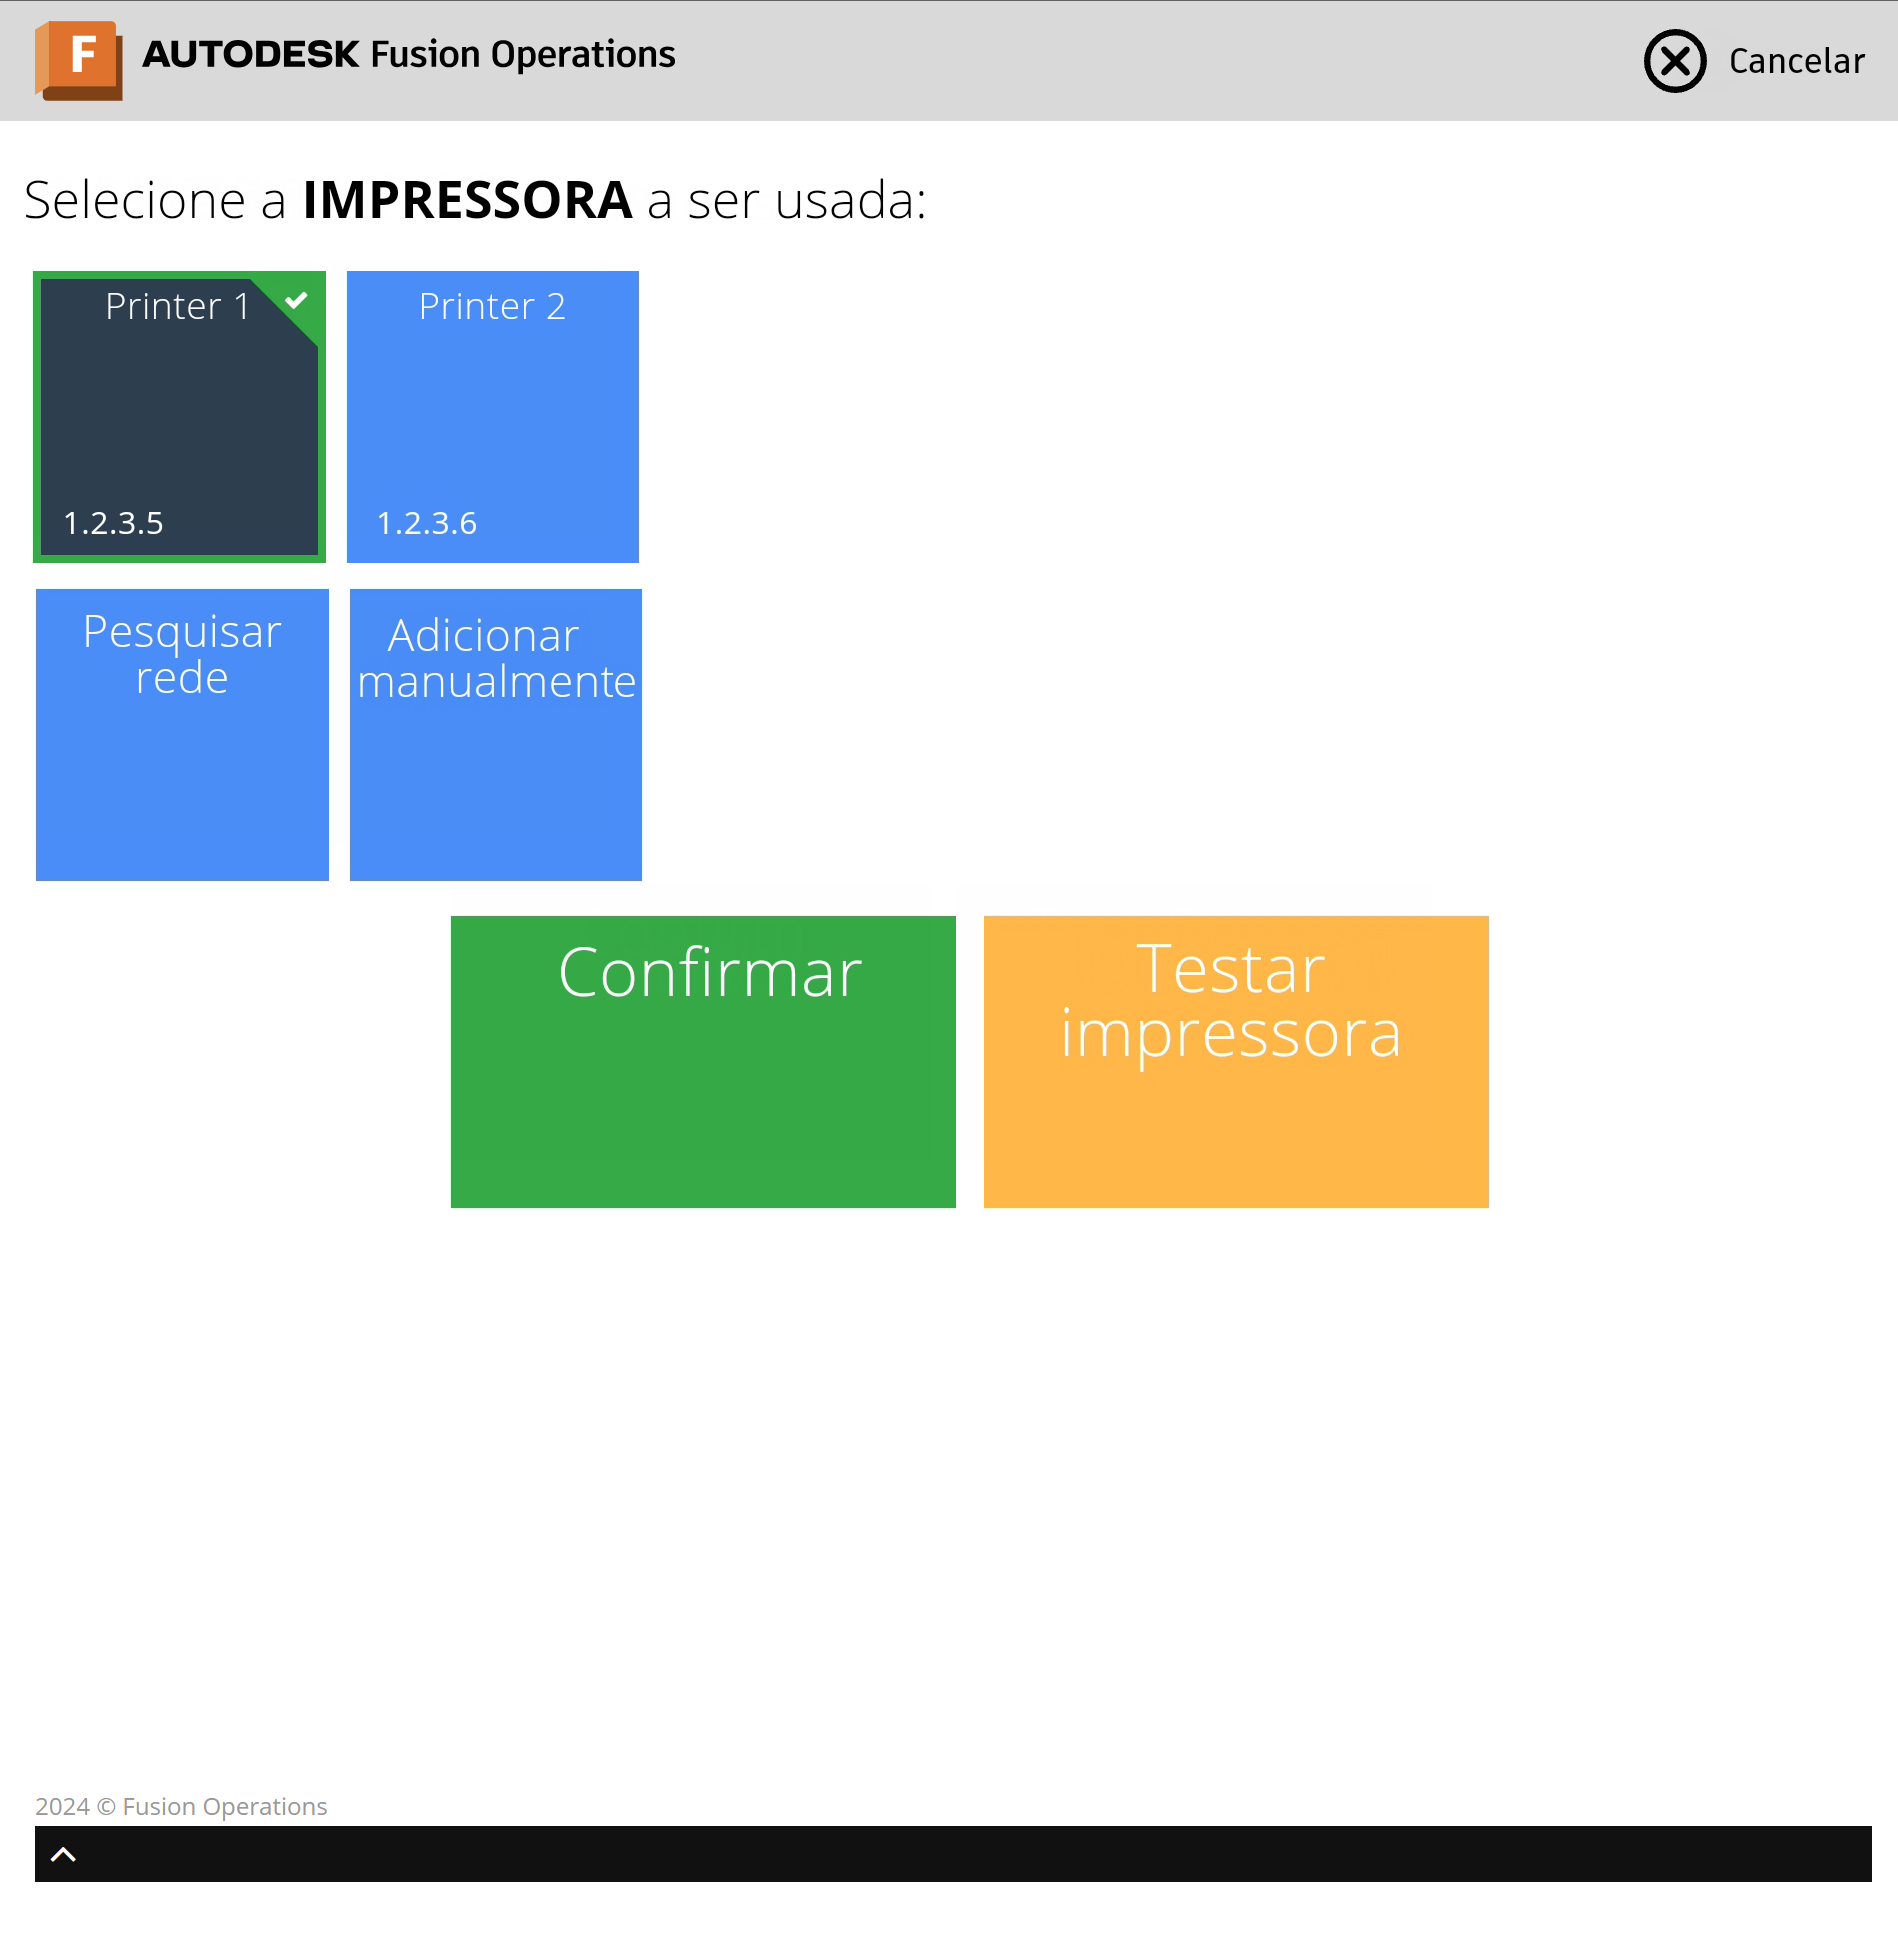 F AUTODESK Fusion Operations
Cancelar
Selecione a IMPRESSORA a ser usada:
Printer 1
Printer 2
1.2.3.5
1.2.3.6
Pesquisar
rede
Adicionar
manualmente
Confirmar
Testar
impressora
2024 © Fusion Operations